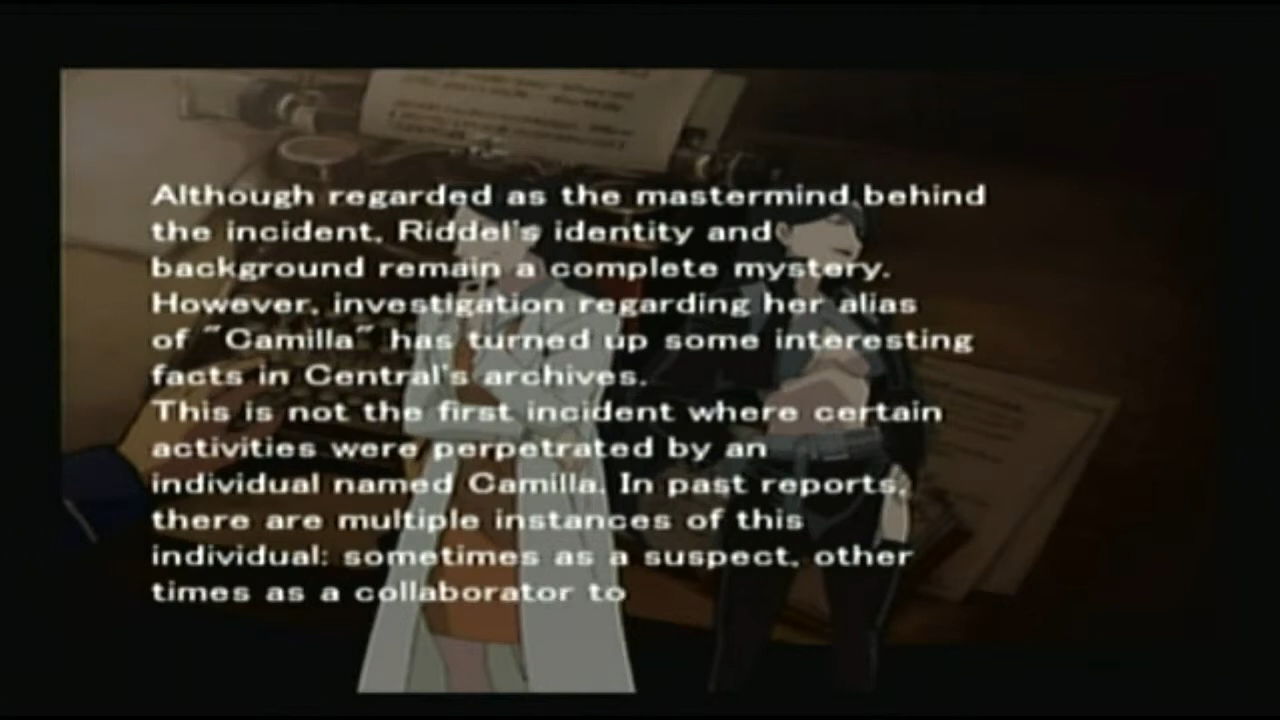 Although regarded as the mastermind behind
the incident, Riddel's identity and
background remain a complete mystery.
However, investigation regarding her alias
of "Camilla" has turned up some interesting
facts in Central's archives.
This is not the first incident where certain
activities were perpetrated by an
individual named Camilla. In past reports,
there are multiple instances of this
individual: sometimes as a suspect, other
times as a collaborator to